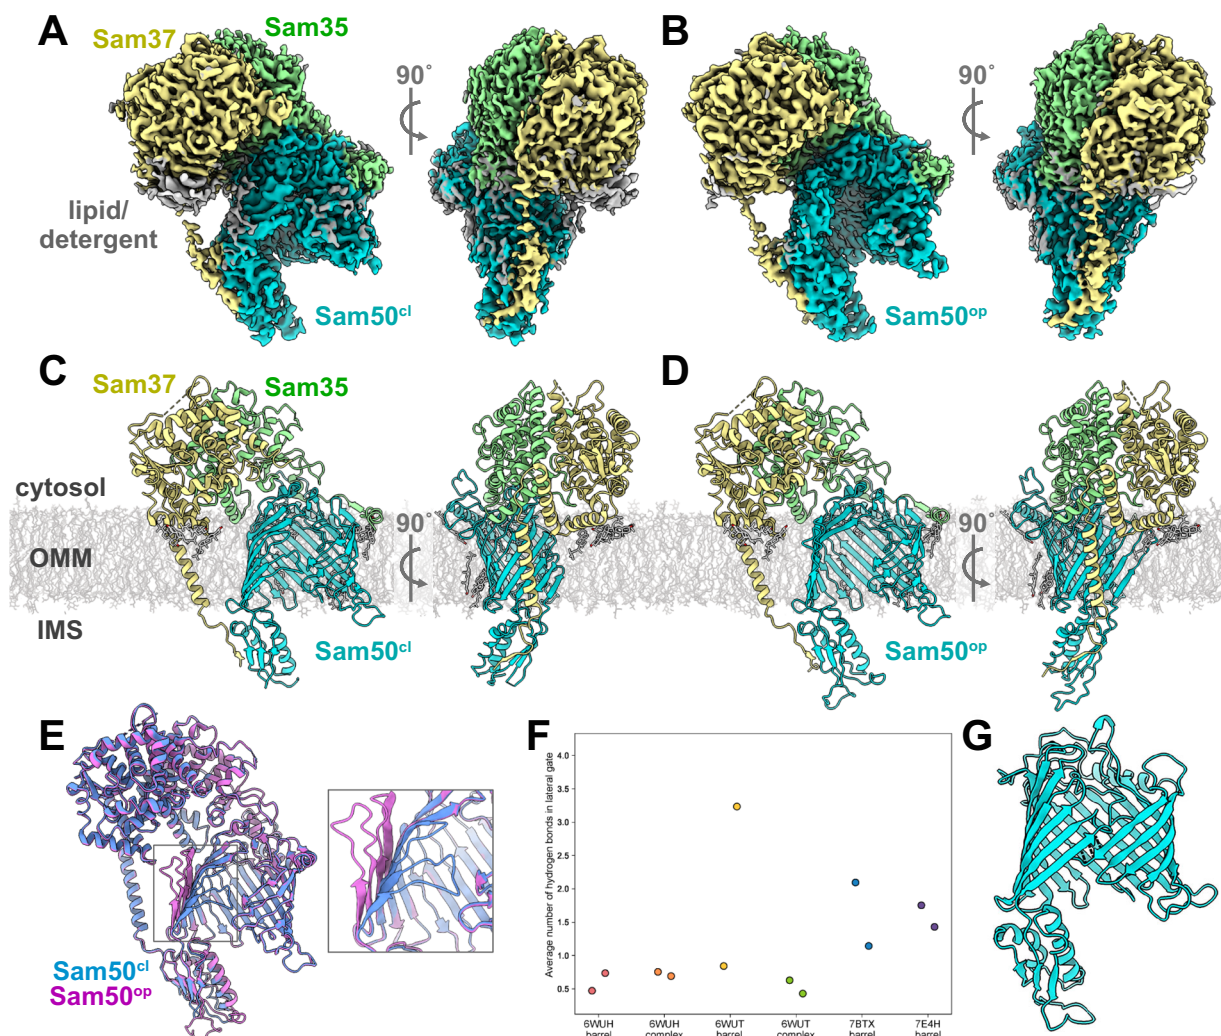 A
Sam37
Sam35
90°
lipid/
detergent
Sam50cl
B
90°
Sam50op
C
Sam37
Sam35
cytosol
OMM
IMS
90°
Sam50cl
D
90°
Sam50op
E
Sam50cl
Sam50op
F
Average number of hydrogen bonds in lateral gate
4.0
3.5
3.0
2.5
2.0
1.5
1.0
0.5
6WUH barrel
6WUH complex
6WUT barrel
6WUT complex
7BTX barrel
7E4H barrel
G